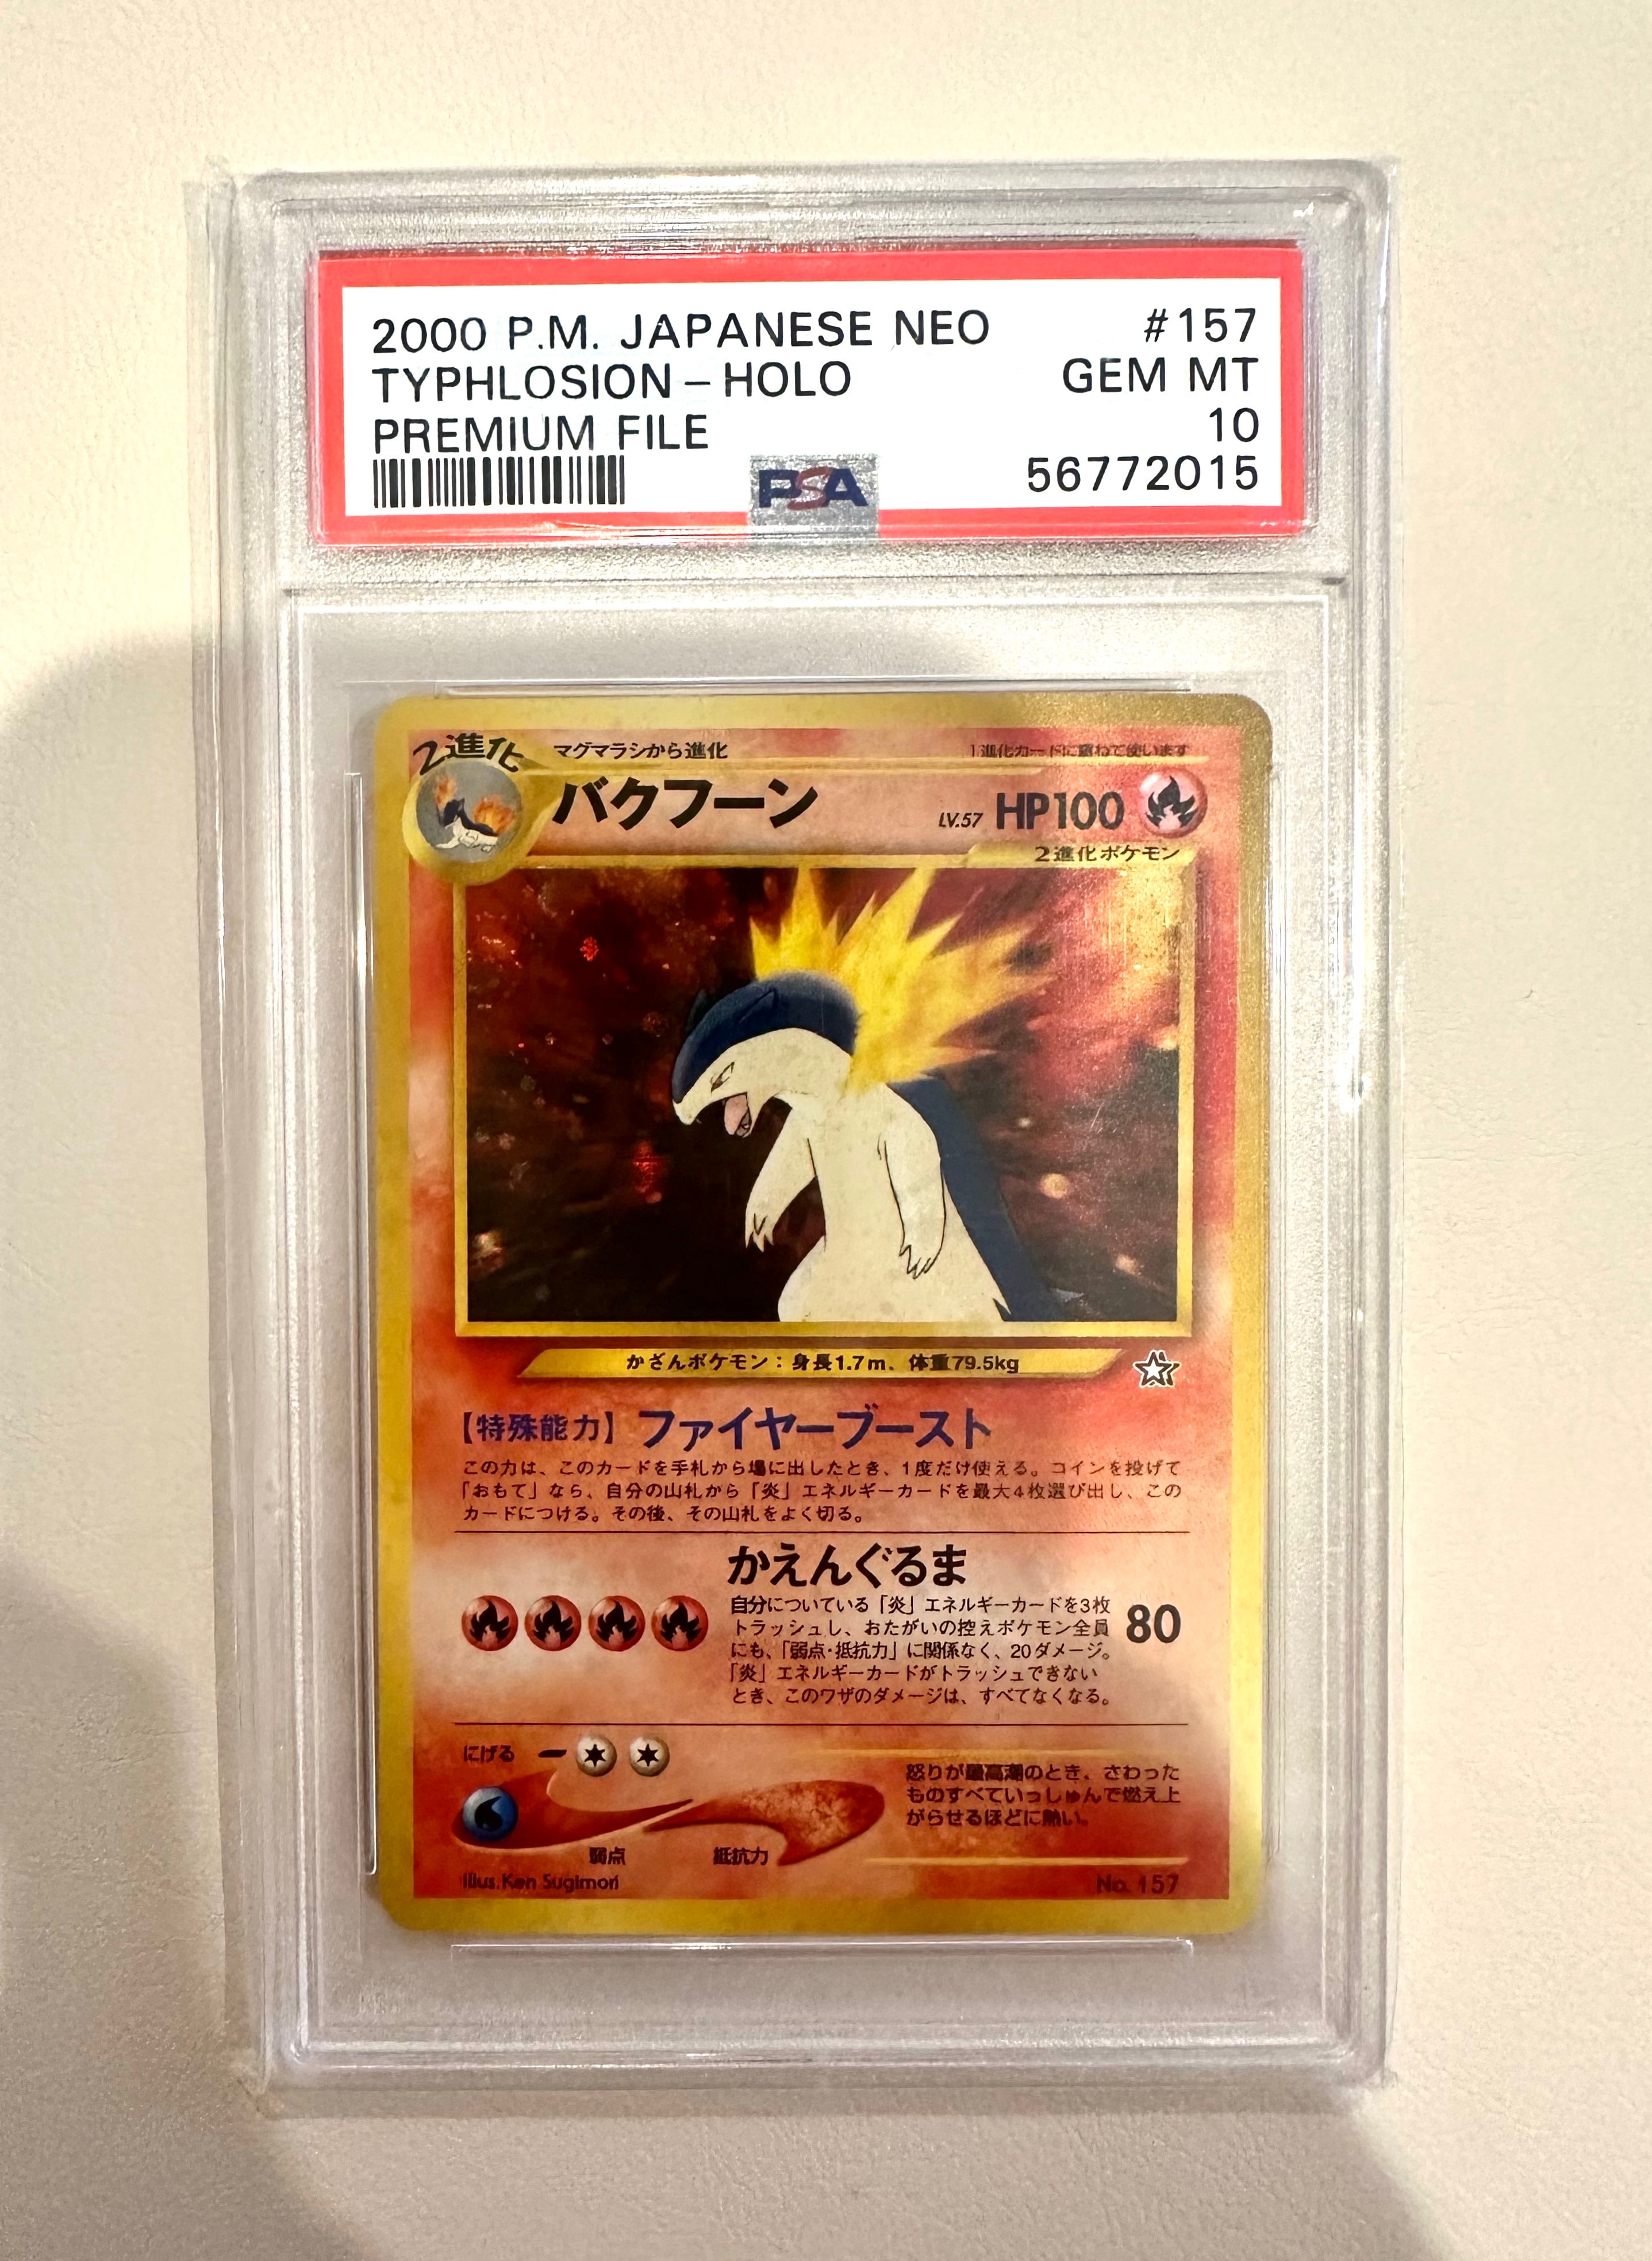 2000 P.M. JAPANESE NEO #157
TYPHLOSION - HOLO GEM MT
PREMIUM FILE 10
PSA 56772015
2進化 マグマラシから進化 1進化カードに重ねて使います
バクフーン LV.57 HP100
2進化ポケモン
かざんポケモン:身長1.7m、体重79.5kg
【特殊能力】ファイヤーブースト
この力は、このカードを手札から場に出したとき、1度だけ使える。コインを投げて
「おもて」なら、自分の山札から「炎」エネルギーカードを最大4枚選び出し、この
カードにつける。その後、その山札をよく切る。
かえんぐるま
自分についている「炎」エネルギーカードを3枚
トラッシュし、おたがいの控えポケモン全員
にも、「弱点・抵抗力」に関係なく、20ダメージ。
「炎」エネルギーカードがトラッシュできない
とき、このワザのダメージは、すべてなくなる。
80
にげる
弱点 抵抗力
怒りが最高潮のとき、さわった
ものすべていっしゅんで燃え上
がらせるほどに熱い。
Illus. Ken Sugimori No. 157